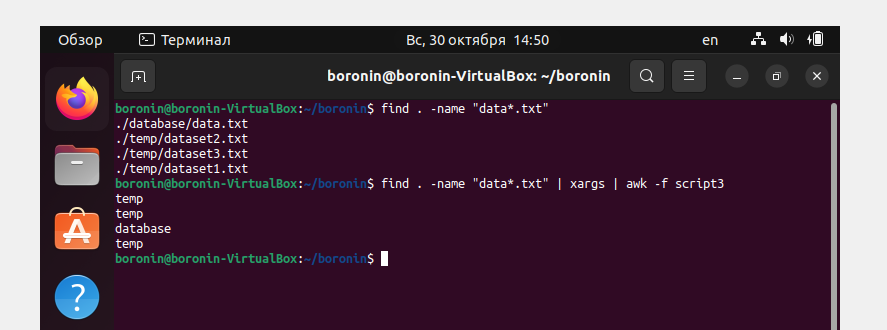 Обзор
Терминал
Вс, 30 октября 14:50
en
boronin@boronin-VirtualBox: ~/boronin
boronin@boronin-VirtualBox:~/boronin$ find . -name "data*.txt"
./database/data.txt
./temp/dataset2.txt
./temp/dataset3.txt
./temp/dataset1.txt
boronin@boronin-VirtualBox:~/boronin$ find . -name "data*.txt" | xargs | awk -f script3
temp
temp
database
temp
boronin@boronin-VirtualBox:~/boronin$